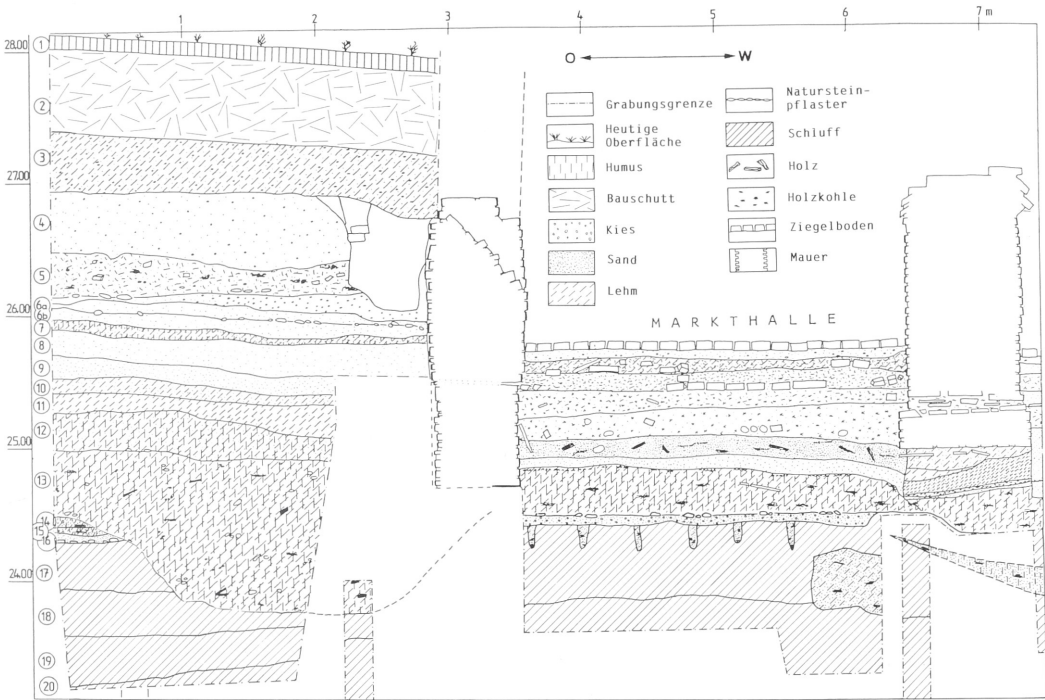 1 2 3 4 5 6 7 m
28.00
27.00
26.00
25.00
24.00
1
2
3
4
5
6a
6b
7
8
9
10
11
12
13
14
15
16
17
18
19
20
O W
Grabungsgrenze
Heutige
Oberfläche
Humus
Bauschutt
Kies
Sand
Lehm
Naturstein-
pflaster
Schluff
Holz
Holzkohle
Ziegelboden
Mauer
MARKTHALLE